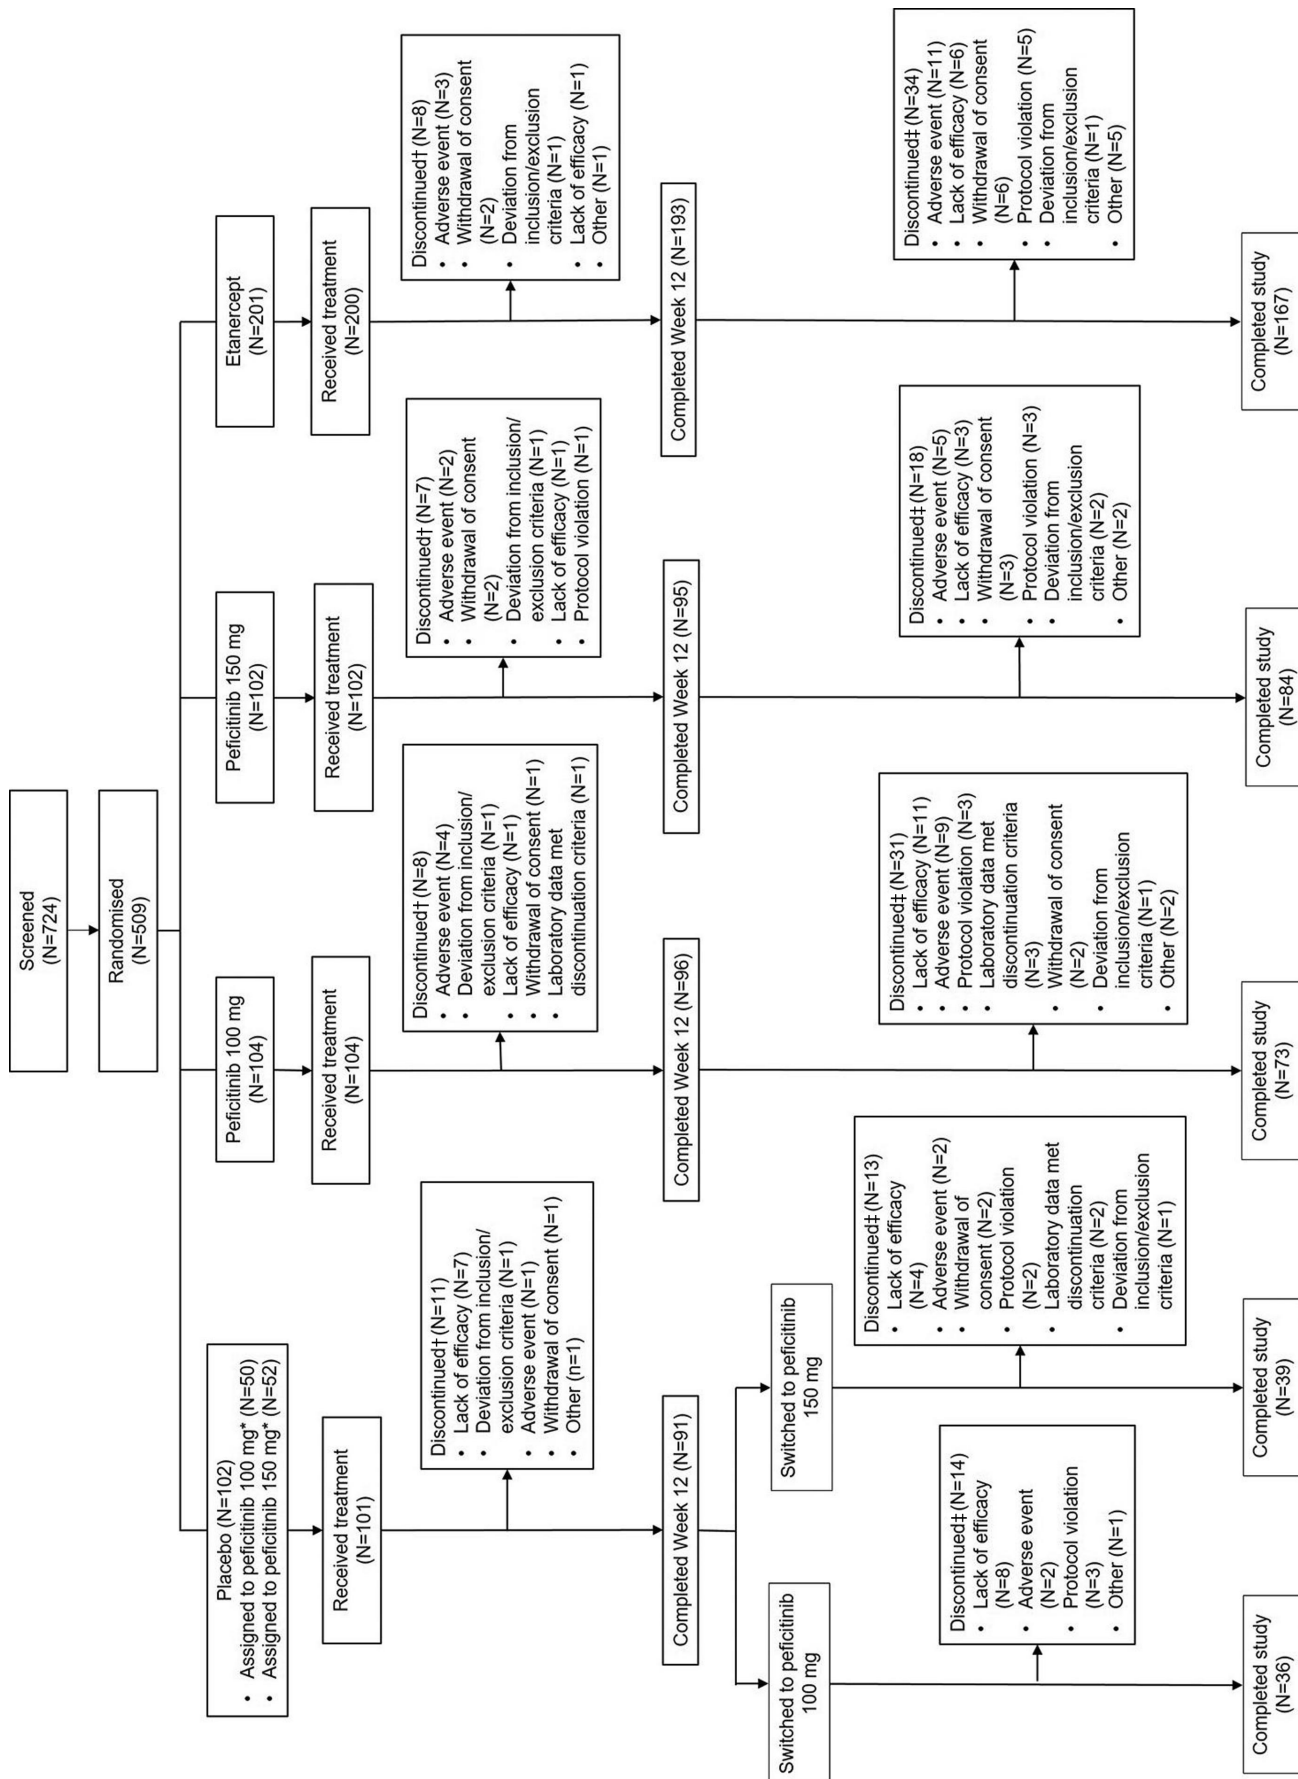 Screened
(N=724)
Randomised
(N=509)
Placebo (N=102)
• Assigned to peficitinib 100 mg* (N=50)
• Assigned to peficitinib 150 mg* (N=52)
Received treatment
(N=101)
Discontinued† (N=11)
• Lack of efficacy (N=7)
• Deviation from inclusion/
exclusion criteria (N=1)
• Adverse event (N=1)
• Withdrawal of consent (N=1)
• Other (n=1)
Completed Week 12 (N=91)
Switched to peficitinib
100 mg
Discontinued‡ (N=14)
• Lack of efficacy
(N=8)
• Adverse event
(N=2)
• Protocol violation
(N=3)
• Other (N=1)
Completed study
(N=36)
Switched to peficitinib
150 mg
Discontinued‡ (N=13)
• Lack of efficacy
(N=4)
• Adverse event (N=2)
• Withdrawal of
consent (N=2)
• Protocol violation
(N=2)
• Laboratory data met
discontinuation
criteria (N=2)
• Deviation from
inclusion/exclusion
criteria (N=1)
Completed study
(N=39)
Peficitinib 100 mg
(N=104)
Received treatment
(N=104)
Discontinued† (N=8)
• Adverse event (N=4)
• Deviation from inclusion/
exclusion criteria (N=1)
• Lack of efficacy (N=1)
• Withdrawal of consent (N=1)
• Laboratory data met
discontinuation criteria (N=1)
Completed Week 12 (N=96)
Discontinued‡ (N=31)
• Lack of efficacy (N=11)
• Adverse event (N=9)
• Protocol violation (N=3)
• Laboratory data met
discontinuation criteria
(N=3)
• Withdrawal of consent
(N=2)
• Deviation from
inclusion/exclusion
criteria (N=1)
• Other (N=2)
Completed study
(N=73)
Peficitinib 150 mg
(N=102)
Received treatment
(N=102)
Discontinued† (N=7)
• Adverse event (N=2)
• Withdrawal of consent
(N=2)
• Deviation from inclusion/
exclusion criteria (N=1)
• Lack of efficacy (N=1)
• Protocol violation (N=1)
Completed Week 12 (N=95)
Discontinued‡ (N=18)
• Adverse event (N=5)
• Lack of efficacy (N=3)
• Withdrawal of consent
(N=3)
• Protocol violation (N=3)
• Deviation from
inclusion/exclusion
criteria (N=2)
• Other (N=2)
Completed study
(N=84)
Etanercept
(N=201)
Received treatment
(N=200)
Discontinued† (N=8)
• Adverse event (N=3)
• Withdrawal of consent
(N=2)
• Deviation from
inclusion/exclusion
criteria (N=1)
• Lack of efficacy (N=1)
• Other (N=1)
Completed Week 12 (N=193)
Discontinued‡ (N=34)
• Adverse event (N=11)
• Lack of efficacy (N=6)
• Withdrawal of consent
(N=6)
• Protocol violation (N=5)
• Deviation from
inclusion/exclusion
criteria (N=1)
• Other (N=5)
Completed study
(N=167)